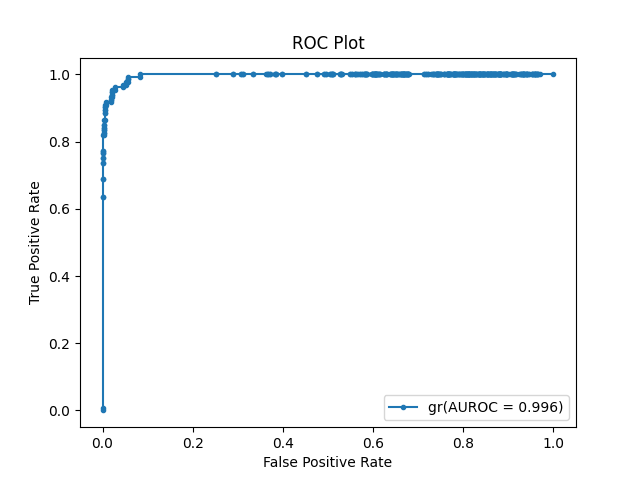 ROC Plot
True Positive Rate
1.0
0.8
0.6
0.4
0.2
0.0
gr(AUROC = 0.996)
0.0 0.2 0.4 0.6 0.8 1.0
False Positive Rate